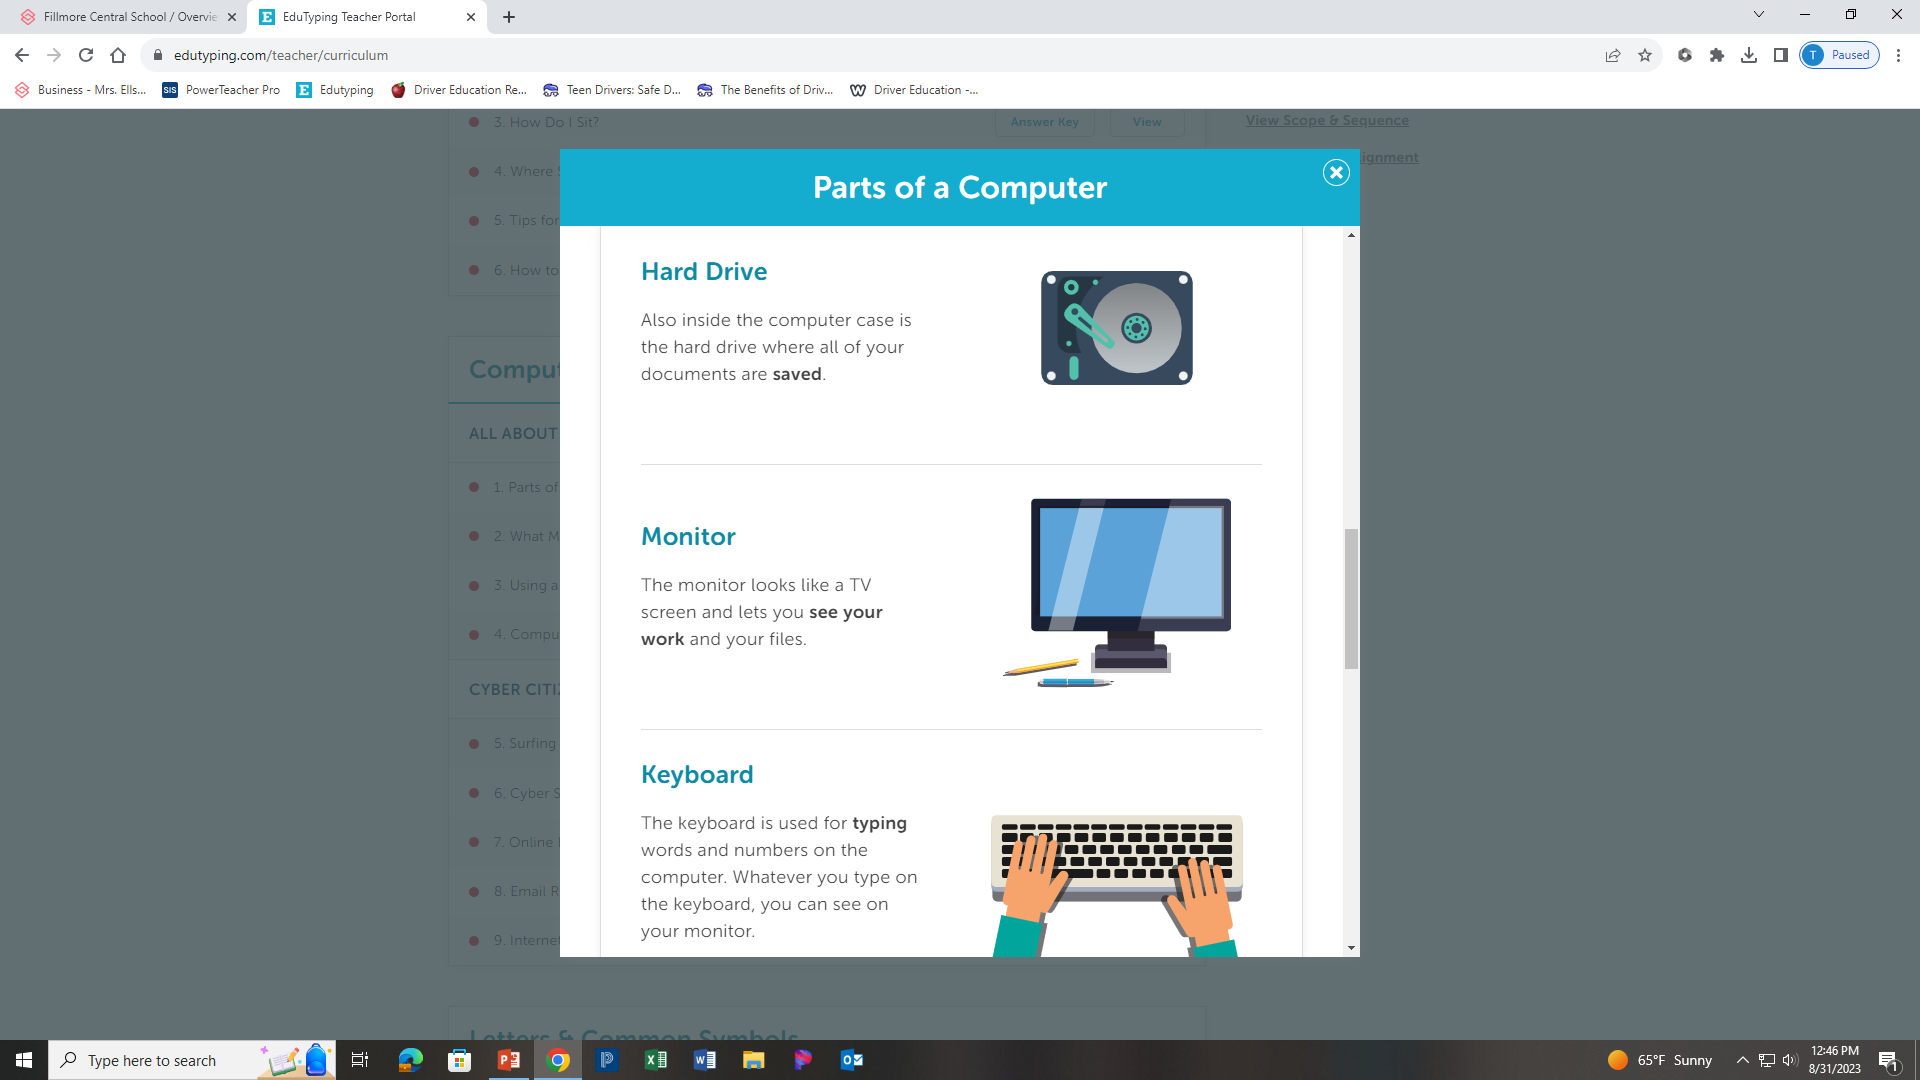 Fillmore Central School / Overvie
EduTyping Teacher Portal
edutyping.com/teacher/curriculum
T Paused
Business - Mrs. Ells...
SIS PowerTeacher Pro
E Edutyping
Driver Education Re...
Teen Drivers: Safe D...
The Benefits of Driv...
W Driver Education -...
3. How Do I Sit?
Answer Key
View
View Scope & Sequence
ignment
4. Where S
5. Tips for
6. How to
Comput
ALL ABOUT
1. Parts of
2. What M
3. Using a
4. Compu
CYBER CITI
5. Surfing
6. Cyber S
7. Online
8. Email R
9. Interne
Letters & Common Symbols
Parts of a Computer
Hard Drive
Also inside the computer case is
the hard drive where all of your
documents are saved.
Monitor
The monitor looks like a TV
screen and lets you see your
work and your files.
Keyboard
The keyboard is used for typing
words and numbers on the
computer. Whatever you type on
the keyboard, you can see on
your monitor.
Type here to search
65°F Sunny
12:46 PM
8/31/2023
1